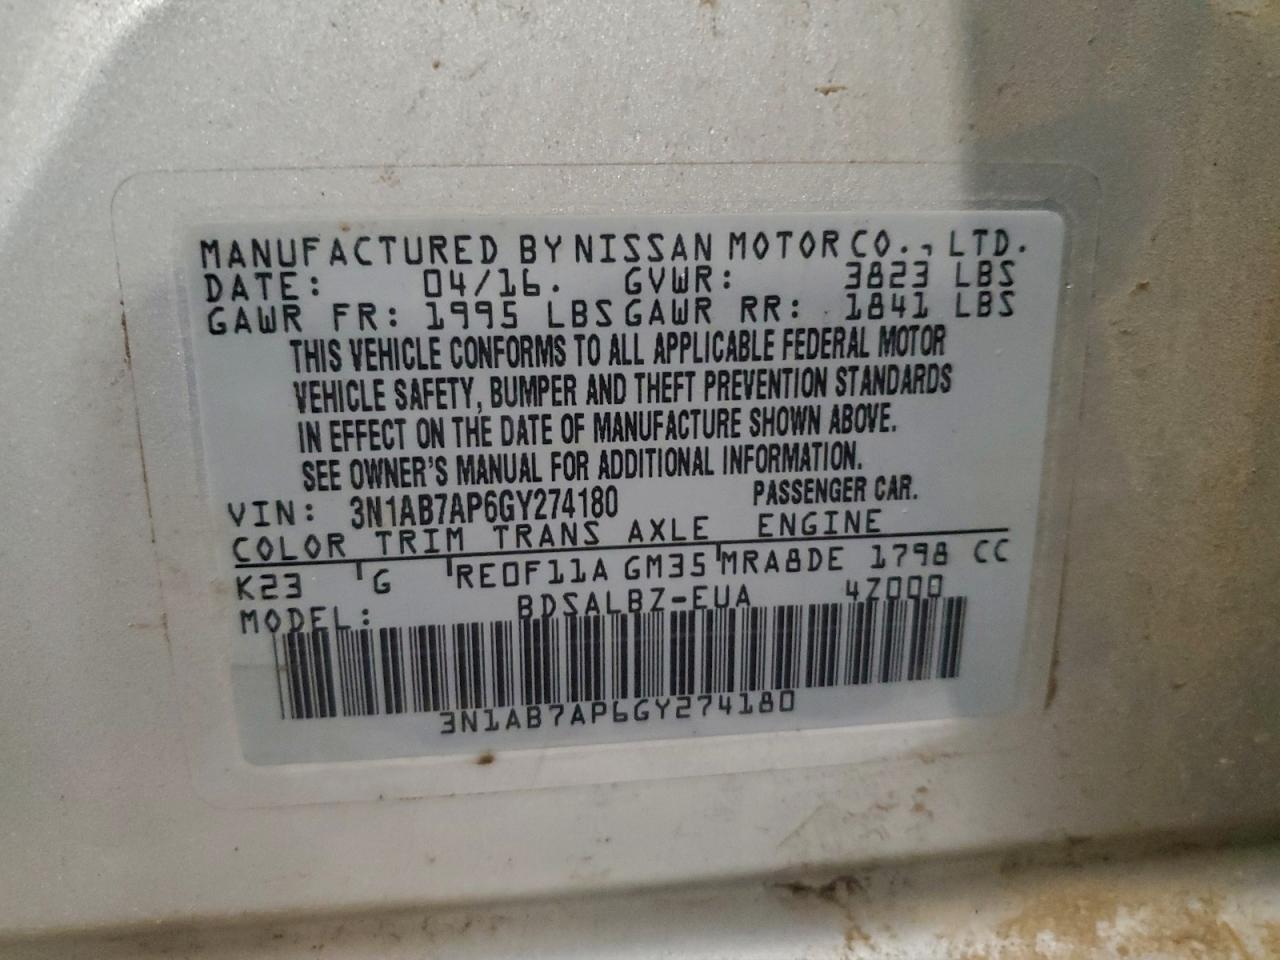 MANUFACTURED BY NISSAN MOTOR CO., LTD.
DATE: 04/16. GVWR: 3823 LBS
GAWR FR: 1995 LBS GAWR RR: 1841 LBS
THIS VEHICLE CONFORMS TO ALL APPLICABLE FEDERAL MOTOR
VEHICLE SAFETY, BUMPER AND THEFT PREVENTION STANDARDS
IN EFFECT ON THE DATE OF MANUFACTURE SHOWN ABOVE.
SEE OWNER'S MANUAL FOR ADDITIONAL INFORMATION.
VIN: 3N1AB7AP6GY274180 PASSENGER CAR.
COLOR TRIM TRANS AXLE ENGINE
K23 G RE0F11A GM35 MRA8DE 1798 CC
MODEL: BDSALBZ-EUA 4Z000
3N1AB7AP6GY274180